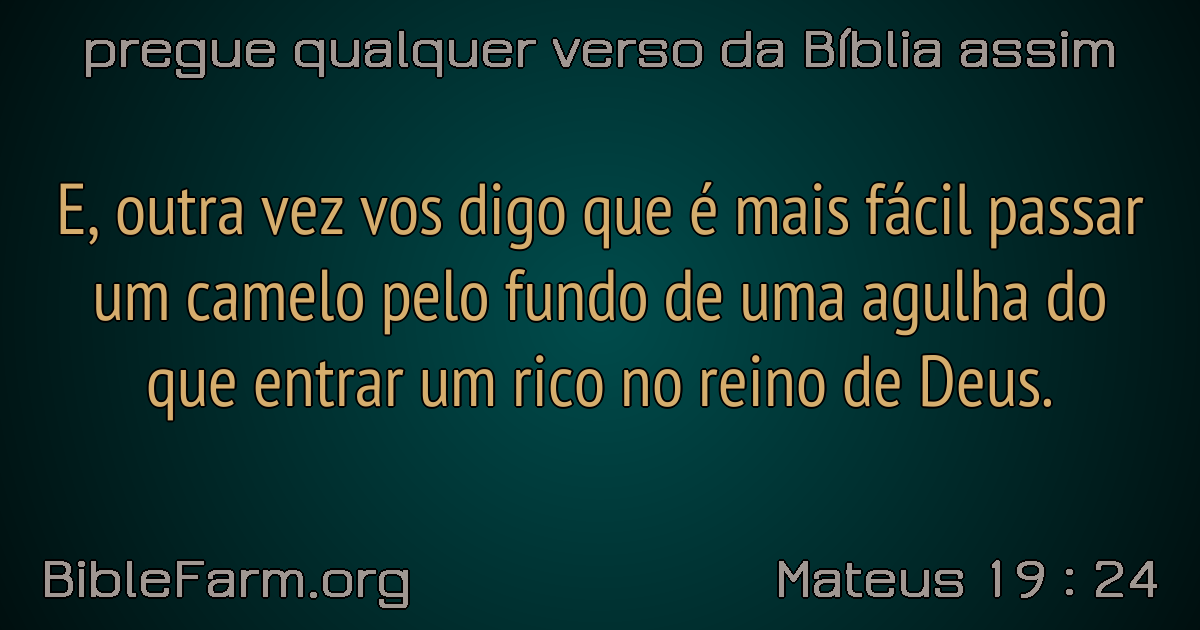 pregue qualquer verso da Bíblia assim
E, outra vez vos digo que é mais fácil passar
um camelo pelo fundo de uma agulha do
que entrar um rico no reino de Deus.
BibleFarm.org
Mateus 19 : 24